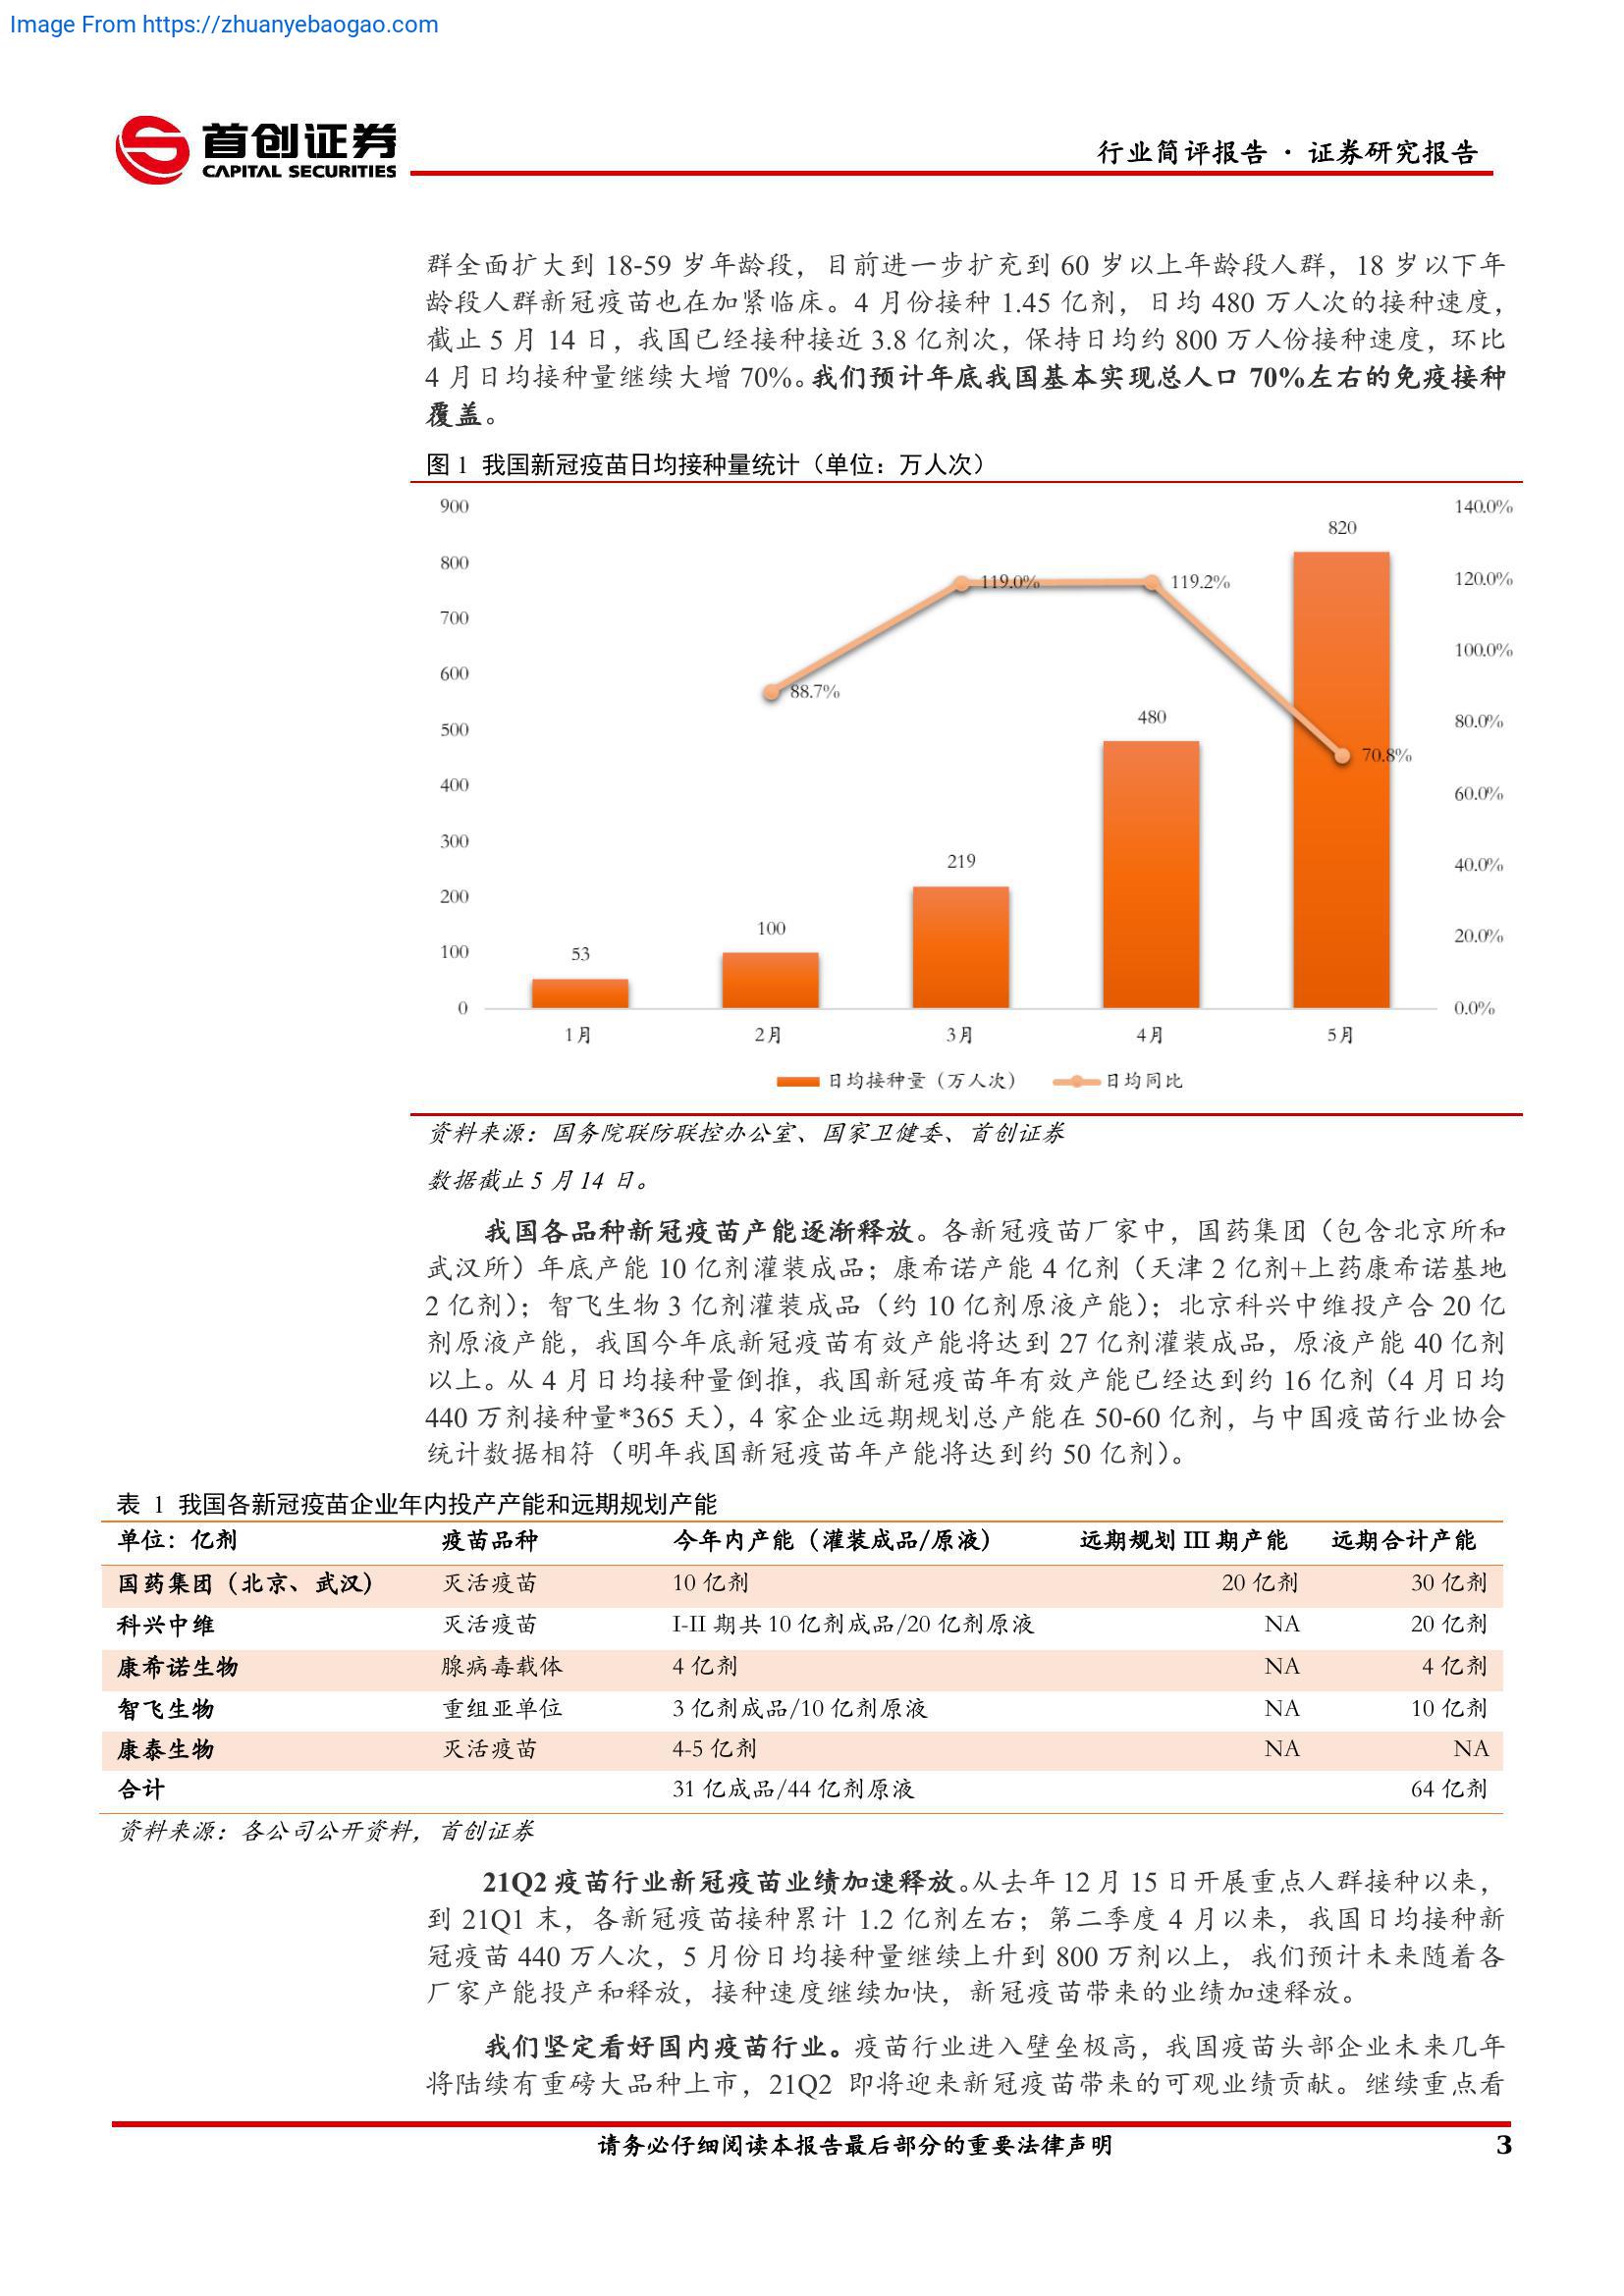 Image From https://zhuanyebaogao.com
首创证券
CAPITAL SECURITIES
行业简评报告 · 证券研究报告
群全面扩大到 18-59 岁年龄段，目前进一步扩充到 60 岁以上年龄段人群，18 岁以下年
龄段人群新冠疫苗也在加紧临床。4 月份接种 1.45 亿剂，日均 480 万人次的接种速度，
截止 5 月 14 日，我国已经接种接近 3.8 亿剂次，保持日均约 800 万人份接种速度，环比
4 月日均接种量继续大增 70%。我们预计年底我国基本实现总人口 70%左右的免疫接种
覆盖。
图 1 我国新冠疫苗日均接种量统计（单位：万人次）
900
800
700
600
500
400
300
200
100
0
140.0%
120.0%
100.0%
80.0%
60.0%
40.0%
20.0%
0.0%
53
100
219
480
820
88.7%
119.0%
119.2%
70.8%
1月
2月
3月
4月
5月
日均接种量（万人次）
日均同比
资料来源：国务院联防联控办公室、国家卫健委、首创证券
数据截止 5 月 14 日。
我国各品种新冠疫苗产能逐渐释放。各新冠疫苗厂家中，国药集团（包含北京所和
武汉所）年底产能 10 亿剂灌装成品；康希诺产能 4 亿剂（天津 2 亿剂+上药康希诺基地
2 亿剂）；智飞生物 3 亿剂灌装成品（约 10 亿剂原液产能）；北京科兴中维投产合 20 亿
剂原液产能，我国今年底新冠疫苗有效产能将达到 27 亿剂灌装成品，原液产能 40 亿剂
以上。从 4 月日均接种量倒推，我国新冠疫苗年有效产能已经达到约 16 亿剂（4 月日均
440 万剂接种量*365 天），4 家企业远期规划总产能在 50-60 亿剂，与中国疫苗行业协会
统计数据相符（明年我国新冠疫苗年产能将达到约 50 亿剂）。
表 1 我国各新冠疫苗企业年内投产产能和远期规划产能
单位：亿剂 疫苗品种 今年内产能（灌装成品/原液） 远期规划 III 期产能 远期合计产能
国药集团（北京、武汉） 灭活疫苗 10 亿剂 20 亿剂 30 亿剂
科兴中维 灭活疫苗 I-II 期共 10 亿剂成品/20 亿剂原液 NA 20 亿剂
康希诺生物 腺病毒载体 4 亿剂 NA 4 亿剂
智飞生物 重组亚单位 3 亿剂成品/10 亿剂原液 NA 10 亿剂
康泰生物 灭活疫苗 4-5 亿剂 NA NA
合计 31 亿成品/44 亿剂原液 64 亿剂
资料来源：各公司公开资料，首创证券
21Q2 疫苗行业新冠疫苗业绩加速释放。从去年 12 月 15 日开展重点人群接种以来，
到 21Q1 末，各新冠疫苗接种累计 1.2 亿剂左右；第二季度 4 月以来，我国日均接种新
冠疫苗 440 万人次，5 月份日均接种量继续上升到 800 万剂以上，我们预计未来随着各
厂家产能投产和释放，接种速度继续加快，新冠疫苗带来的业绩加速释放。
我们坚定看好国内疫苗行业。疫苗行业进入壁垒极高，我国疫苗头部企业未来几年
将陆续有重磅大品种上市，21Q2 即将迎来新冠疫苗带来的可观业绩贡献。继续重点看
请务必仔细阅读本报告最后部分的重要法律声明
3